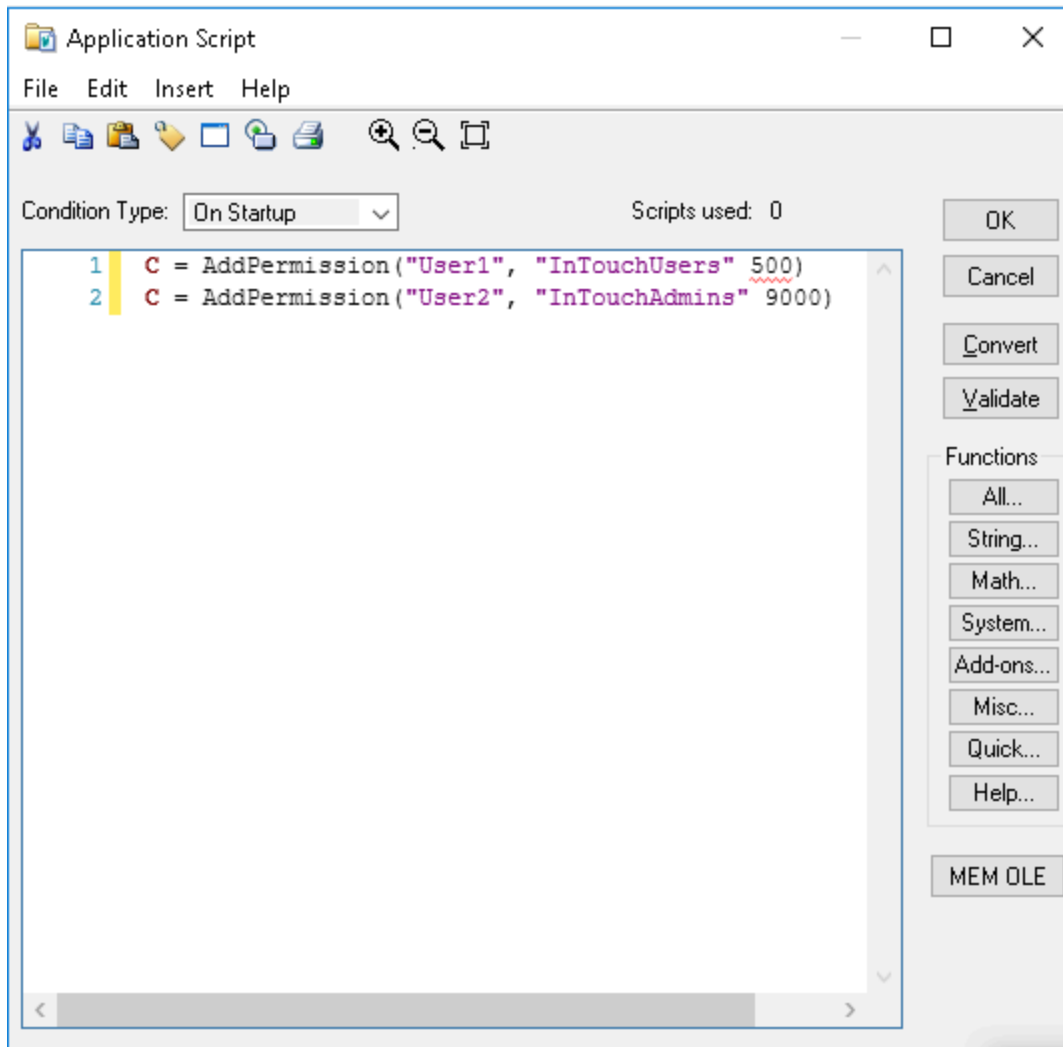 Application Script
File Edit Insert Help
Condition Type: On Startup Scripts used: 0
OK
1 C = AddPermission("User1", "InTouchUsers" 500)
2 C = AddPermission("User2", "InTouchAdmins" 9000)
Cancel
Convert
Validate
Functions
All...
String...
Math...
System...
Add-ons...
Misc...
Quick...
Help...
MEM OLE